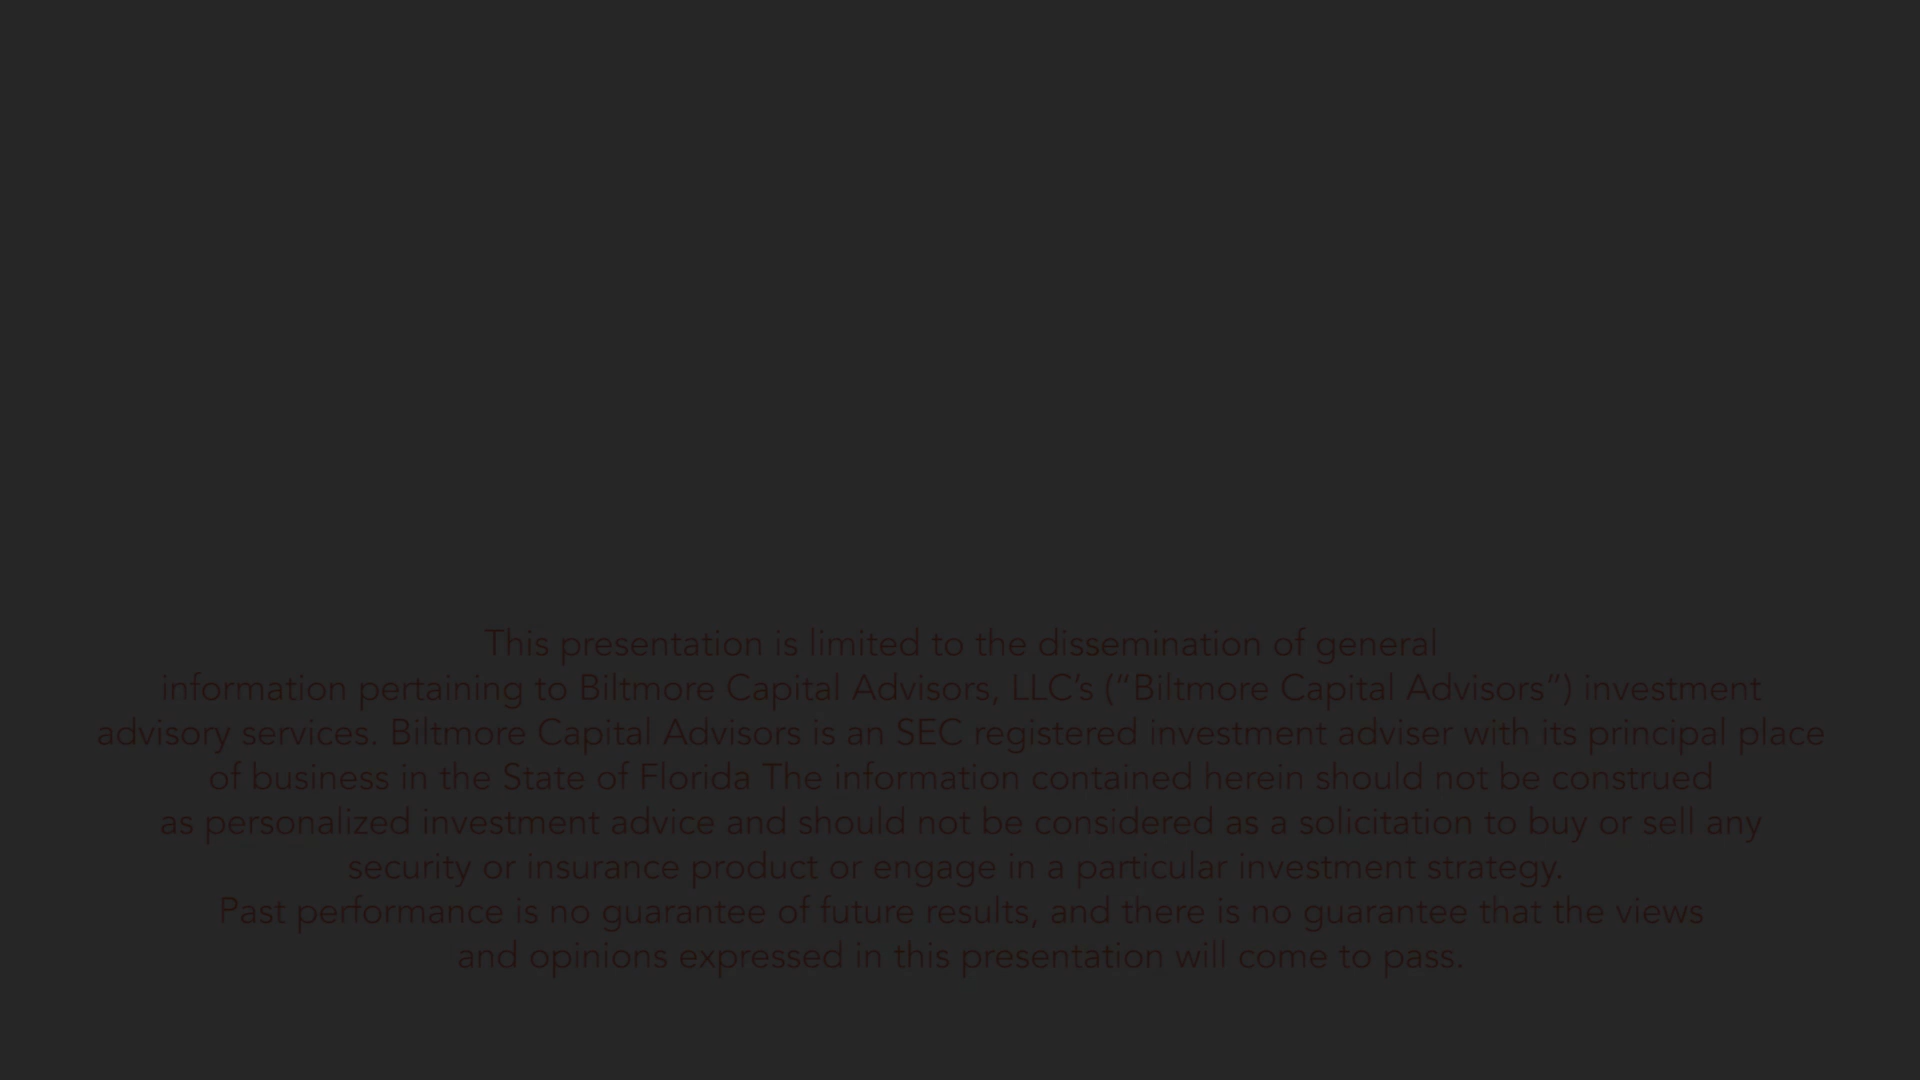 This presentation is limited to the dissemination of general
information pertaining to Biltmore Capital Advisors, LLC’s (“Biltmore Capital Advisors”) investment
advisory services. Biltmore Capital Advisors is an SEC registered investment adviser with its principal place
of business in the State of Florida The information contained herein should not be construed
as personalized investment advice and should not be considered as a solicitation to buy or sell any
security or insurance product or engage in a particular investment strategy.
Past performance is no guarantee of future results, and there is no guarantee that the views
and opinions expressed in this presentation will come to pass.